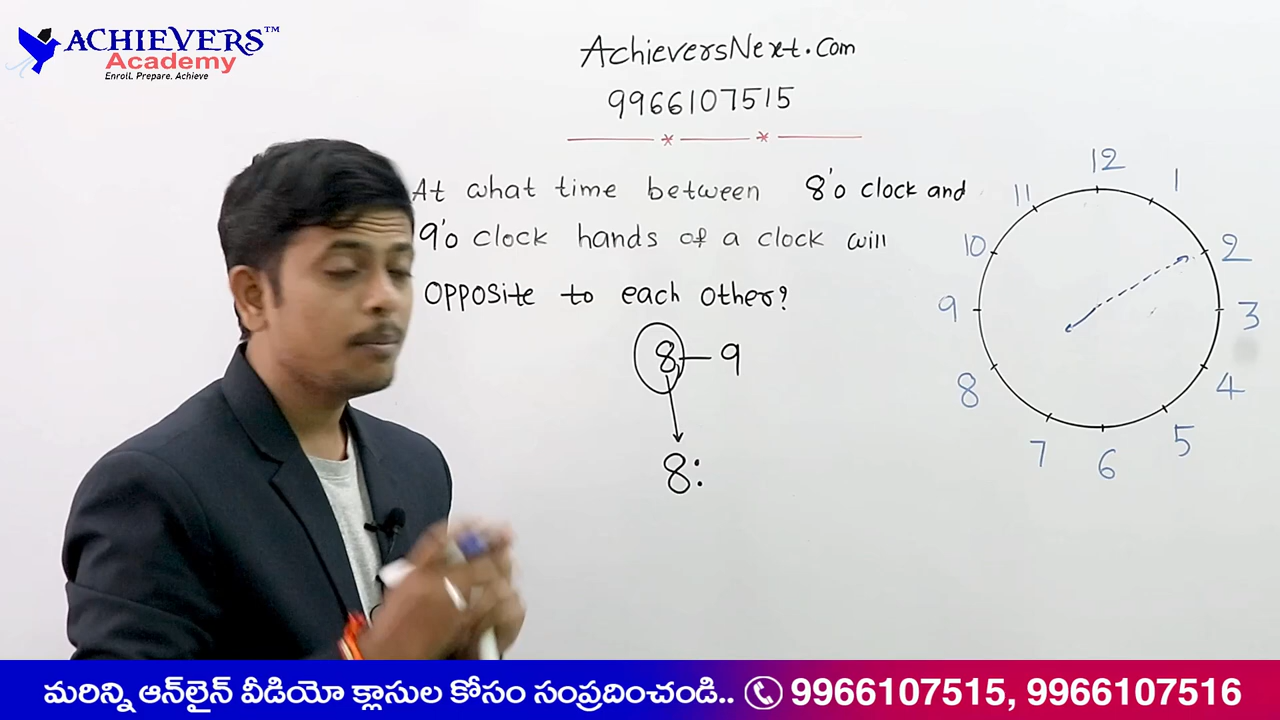 ACHIEVERS™
Academy
Enroll. Prepare. Achieve
AchieversNext.com
9966107515
At what time between 8'o clock and
9'o clock hands of a clock will
opposite to each other?
8 — 9
8:
12
1
2
3
4
5
6
7
8
9
10
11
మరిన్ని ఆన్‌లైన్ వీడియో క్లాసుల కోసం సంప్రదించండి.. 9966107515, 9966107516